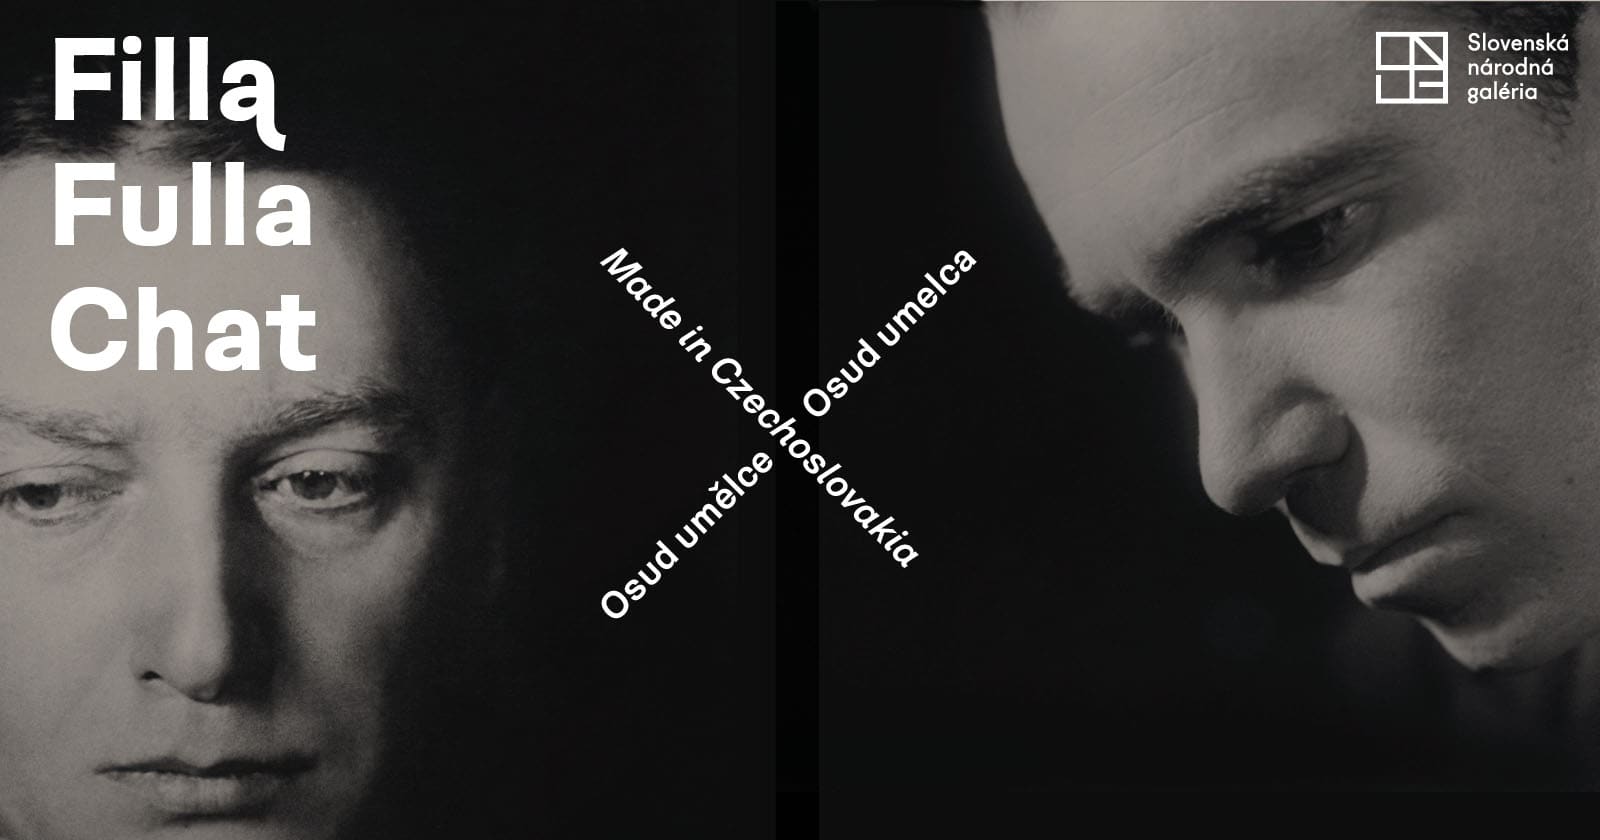 Fillą
Fulla
Chat
Slovenská
národná
galéria
Made in Czechoslovakia
Osud umělce Osud umelca